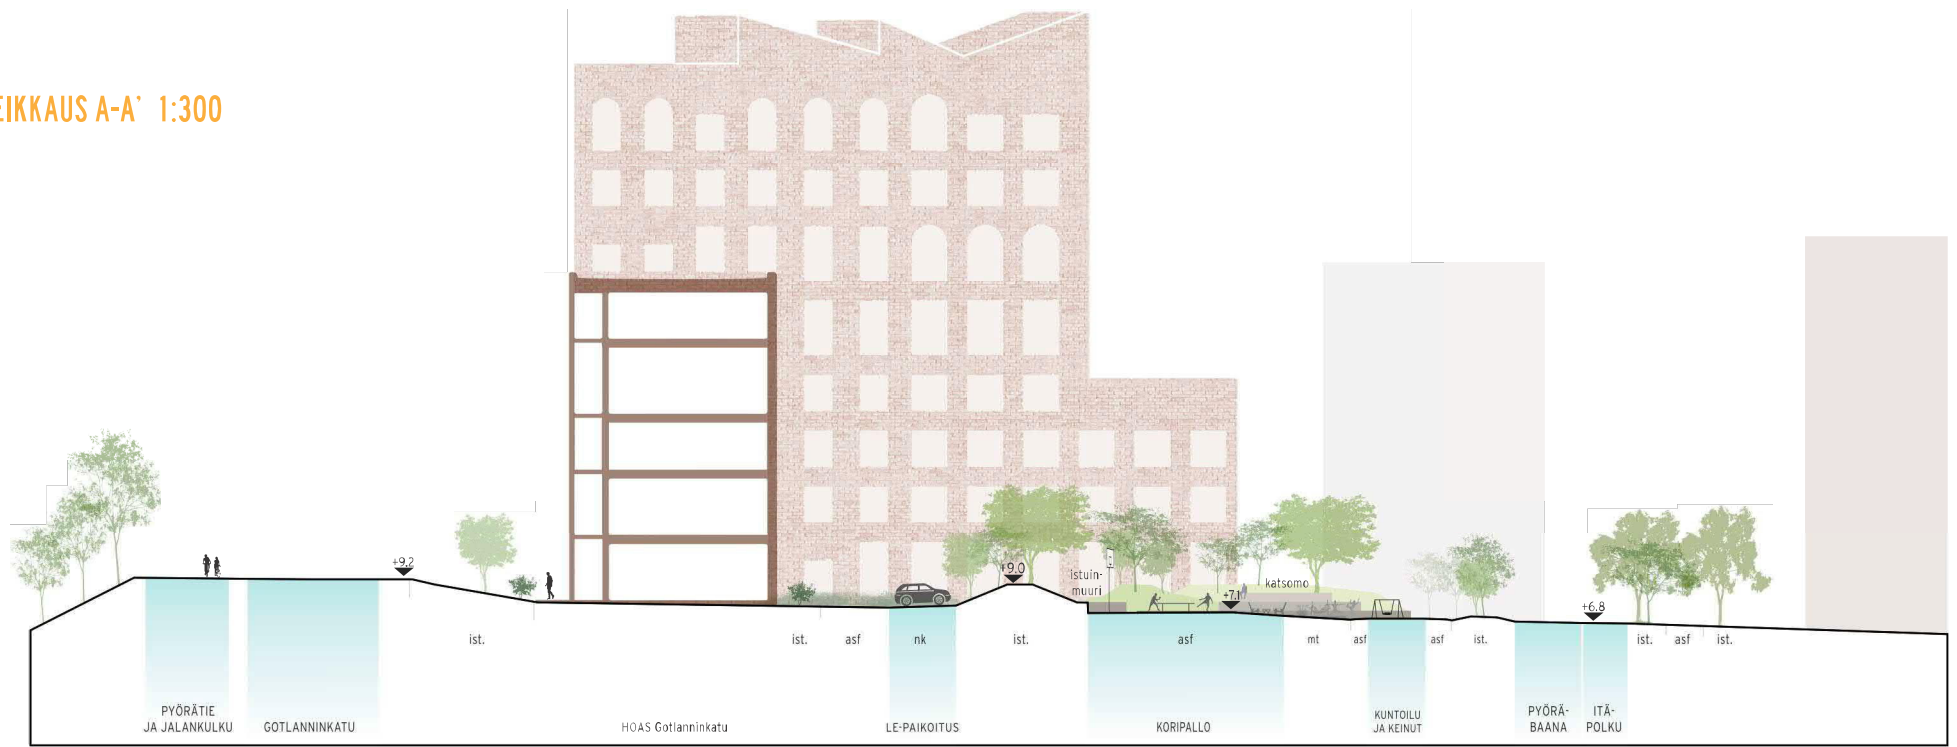 EIKKAUS A-A' 1:300
+9,2
+9.0
istuin-
muuri
+7,1
katsomo
+6.8
ist.
ist.
asf
nk
ist.
asf
mt
asf
asf
ist.
ist.
asf
ist.
PYÖRÄTIE
JA JALANKULKU
GOTLANNINKATU
HOAS Gotlanninkatu
LE-PAIKOITUS
KORIPALLO
KUNTOILU
JA KEINUT
PYÖRÄ-
BAANA
ITÄ-
POLKU